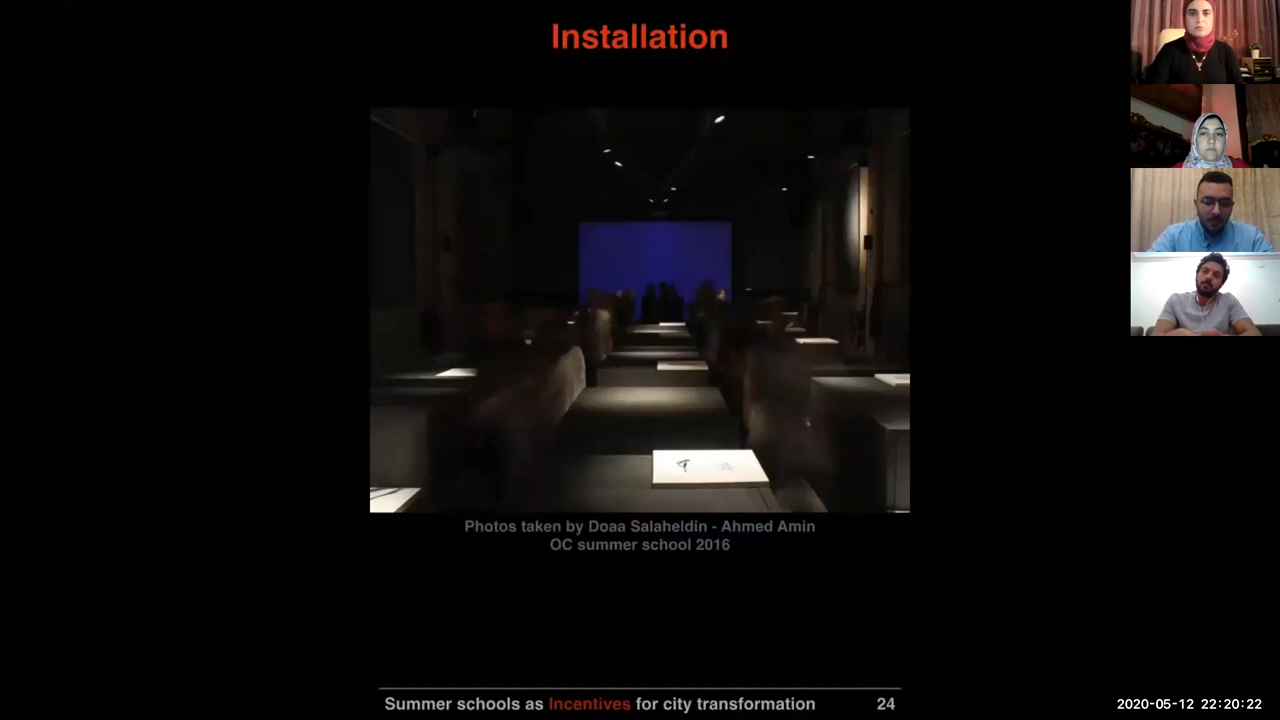 Installation
Photos taken by Doaa Salaheldin - Ahmed Amin
OC summer school 2016
Summer schools as Incentives for city transformation 24
2020-05-12 22:20:22